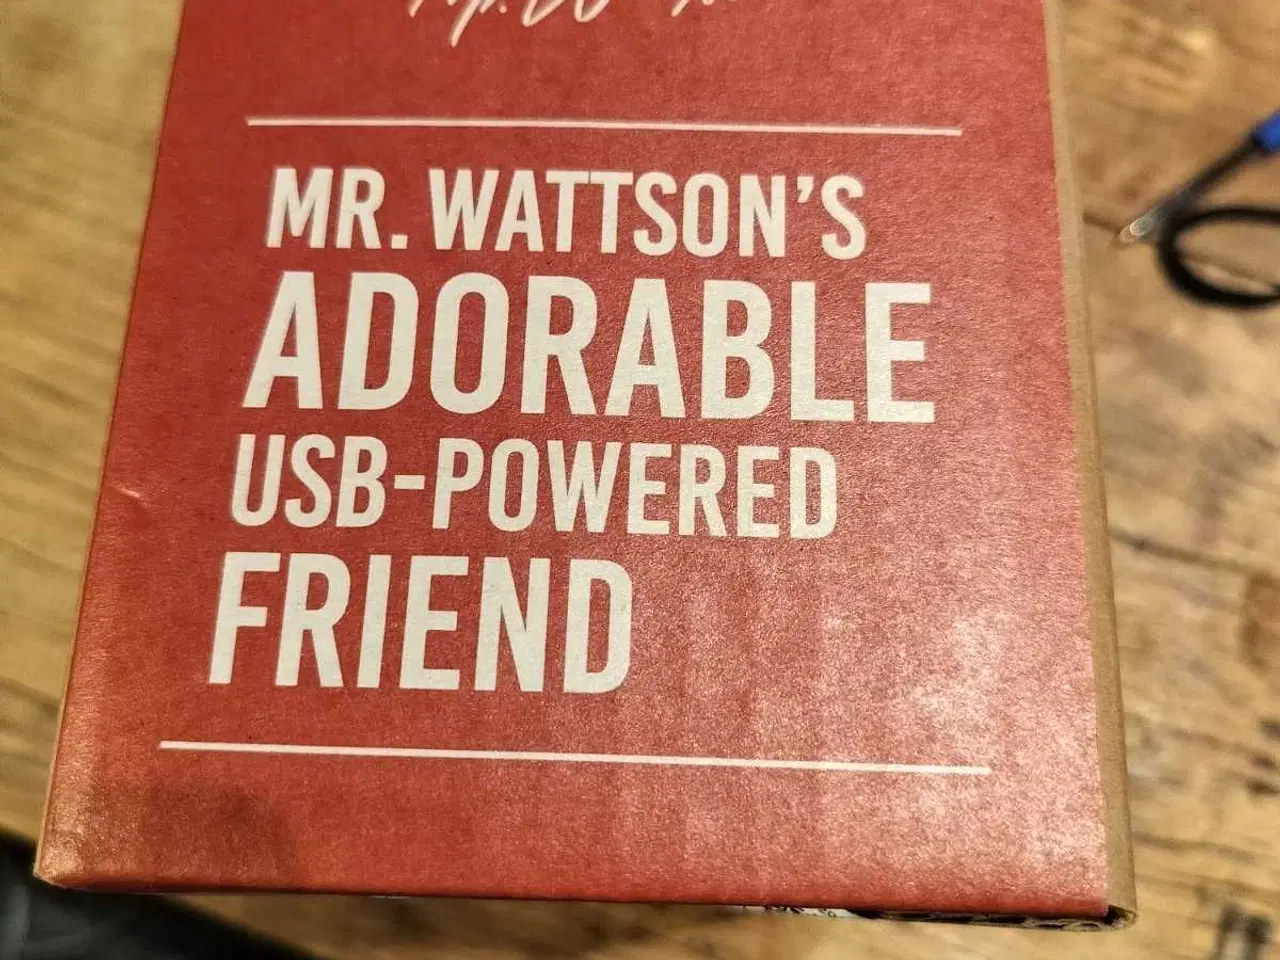 MR. WATTSON'S
ADORABLE
USB-POWERED
FRIEND